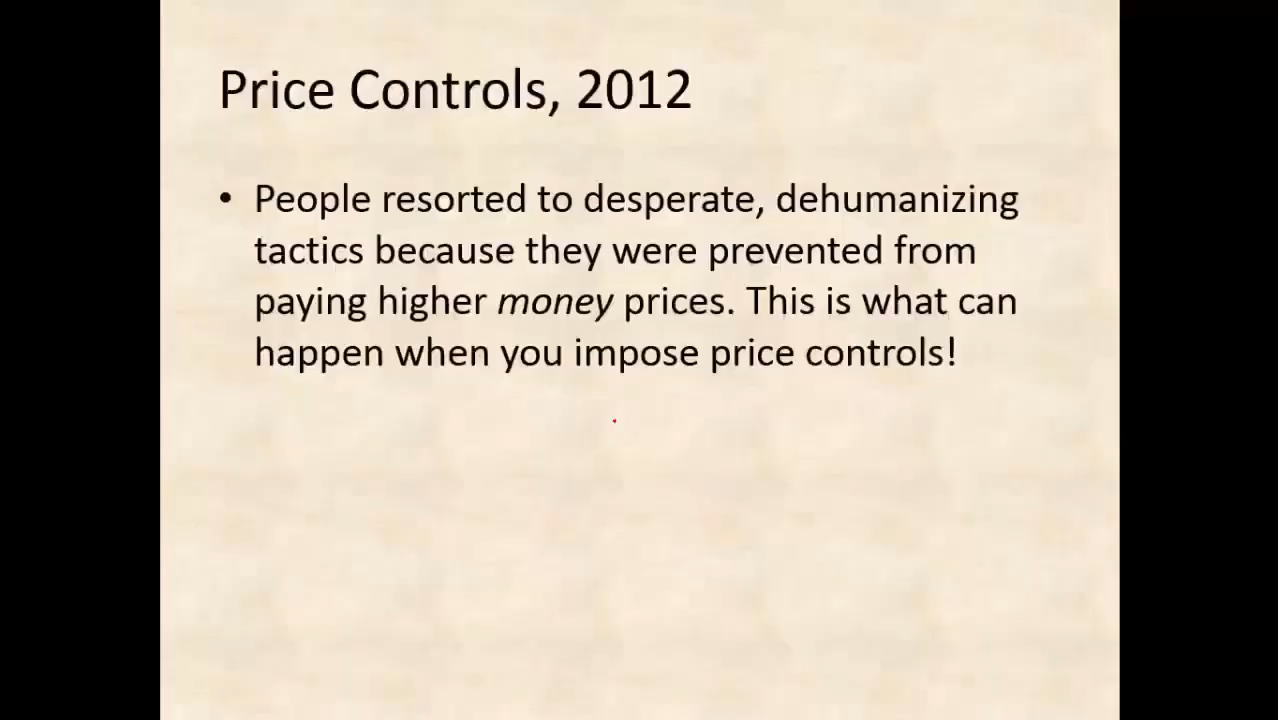 Price Controls, 2012
• People resorted to desperate, dehumanizing
tactics because they were prevented from
paying higher money prices. This is what can
happen when you impose price controls!